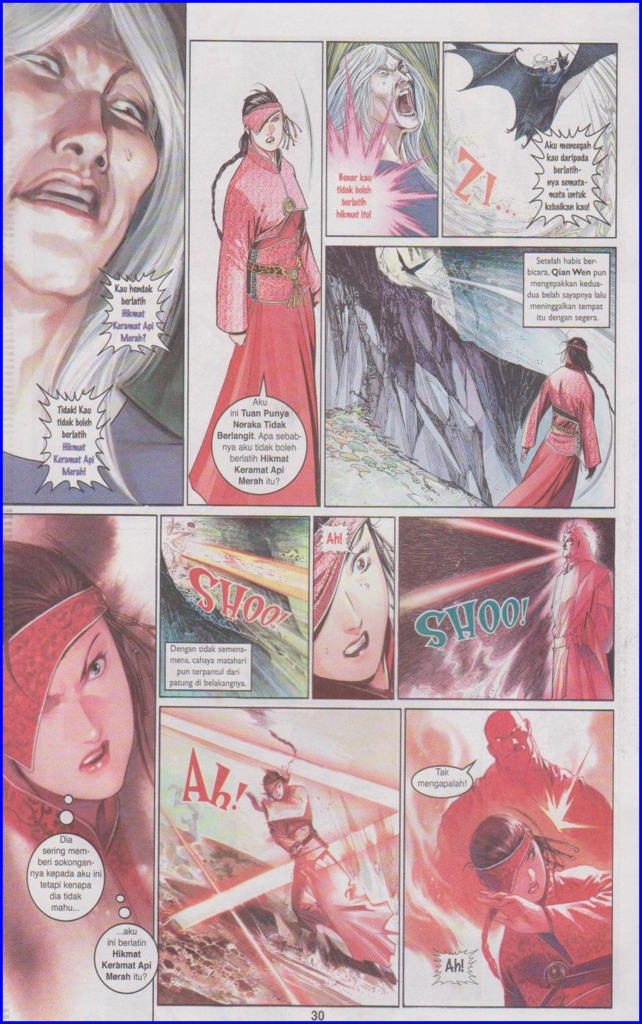 Kau hendak
berlatih
Hikmat
Keramat Api
Merah?
Tidak! Kau
tidak boleh
berlatih
Hikmat
Keramat Api
Merah!
Aku
ini Tuan Punya
Neraka Tidak
Berlangit. Apa sebab-
nya aku tidak boleh
berlatih Hikmat
Keramat Api
Merah itu?
Benar kau
tidak boleh
berlatih
hikmat itu!
Aku mencegah
kau daripada
berlatih-
nya semata-
mata untuk
kebaikan kau!
ZI...
Setelah habis ber-
bicara, Qian Wen pun
mengepakkan kedua-
dua belah sayapnya lalu
meninggalkan tempat
itu dengan segera.
Dia
sering mem-
beri sokongan-
nya kepada aku ini
tetapi kenapa
dia tidak
mahu...
...aku
ini berlatin
Hikmat
Keramat Api
Merah itu?
SHOO!
Dengan tidak semena-
mena, cahaya matahari
pun terpantul dari
patung di belakangnya.
Ah!
SHOO!
Ah!
Tak
mengapalah!
Ah!
30